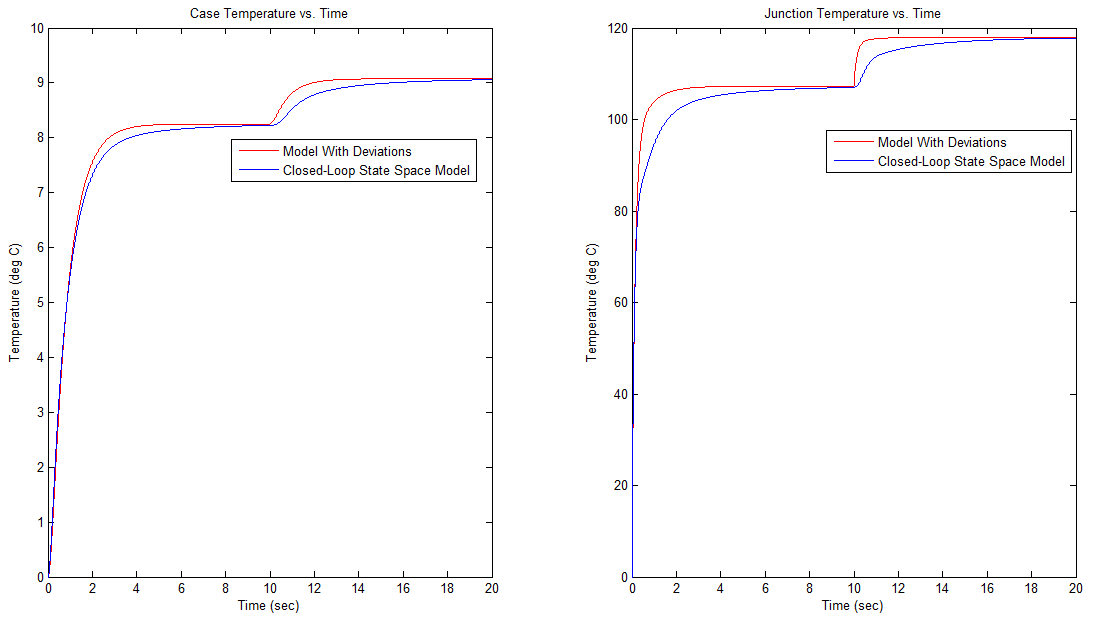 Case Temperature vs. Time
10
9
8
7
6
5
4
3
2
1
0
Temperature (deg C)
Model With Deviations
Closed-Loop State Space Model
0 2 4 6 8 10 12 14 16 18 20
Time (sec)
Junction Temperature vs. Time
120
100
80
60
40
20
0
Temperature (deg C)
Model With Deviations
Closed-Loop State Space Model
0 2 4 6 8 10 12 14 16 18 20
Time (sec)